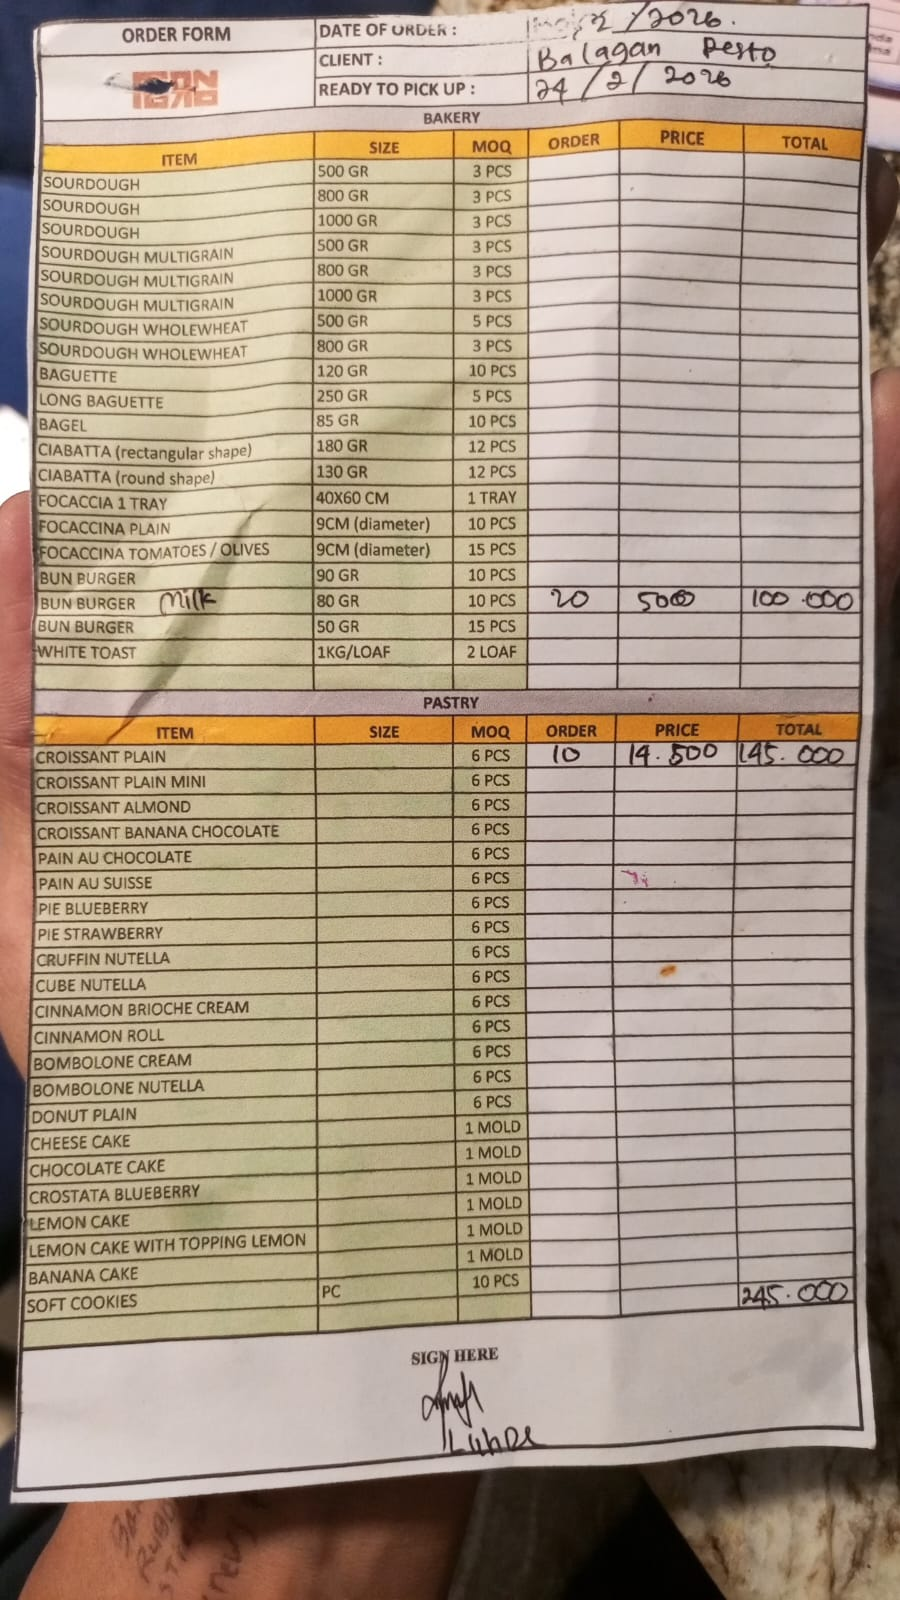 ORDER FORM DATE OF ORDER : /2026.
CLIENT : Balagan Pesto
READY TO PICK UP : 24/2/2026
BAKERY
ITEM SIZE MOQ ORDER PRICE TOTAL
SOURDOUGH 500 GR 3 PCS
SOURDOUGH 800 GR 3 PCS
SOURDOUGH 1000 GR 3 PCS
SOURDOUGH MULTIGRAIN 500 GR 3 PCS
SOURDOUGH MULTIGRAIN 800 GR 3 PCS
SOURDOUGH MULTIGRAIN 1000 GR 3 PCS
SOURDOUGH WHOLEWHEAT 500 GR 5 PCS
SOURDOUGH WHOLEWHEAT 800 GR 3 PCS
BAGUETTE 120 GR 10 PCS
LONG BAGUETTE 250 GR 5 PCS
BAGEL 85 GR 10 PCS
CIABATTA (rectangular shape) 180 GR 12 PCS
CIABATTA (round shape) 130 GR 12 PCS
FOCACCIA 1 TRAY 40X60 CM 1 TRAY
FOCACCINA PLAIN 9CM (diameter) 10 PCS
FOCACCINA TOMATOES / OLIVES 9CM (diameter) 15 PCS
BUN BURGER 90 GR 10 PCS
BUN BURGER Milk 80 GR 10 PCS 20 5000 100.000
BUN BURGER 50 GR 15 PCS
WHITE TOAST 1KG/LOAF 2 LOAF
PASTRY
ITEM SIZE MOQ ORDER PRICE TOTAL
CROISSANT PLAIN 6 PCS 10 14.500 145.000
CROISSANT PLAIN MINI 6 PCS
CROISSANT ALMOND 6 PCS
CROISSANT BANANA CHOCOLATE 6 PCS
PAIN AU CHOCOLATE 6 PCS
PAIN AU SUISSE 6 PCS
PIE BLUEBERRY 6 PCS
PIE STRAWBERRY 6 PCS
CRUFFIN NUTELLA 6 PCS
CUBE NUTELLA 6 PCS
CINNAMON BRIOCHE CREAM 6 PCS
CINNAMON ROLL 6 PCS
BOMBOLONE CREAM 6 PCS
BOMBOLONE NUTELLA 6 PCS
DONUT PLAIN 6 PCS
CHEESE CAKE 1 MOLD
CHOCOLATE CAKE 1 MOLD
CROSTATA BLUEBERRY 1 MOLD
LEMON CAKE 1 MOLD
LEMON CAKE WITH TOPPING LEMON 1 MOLD
BANANA CAKE 1 MOLD
SOFT COOKIES PC 10 PCS
245.000
SIGN HERE